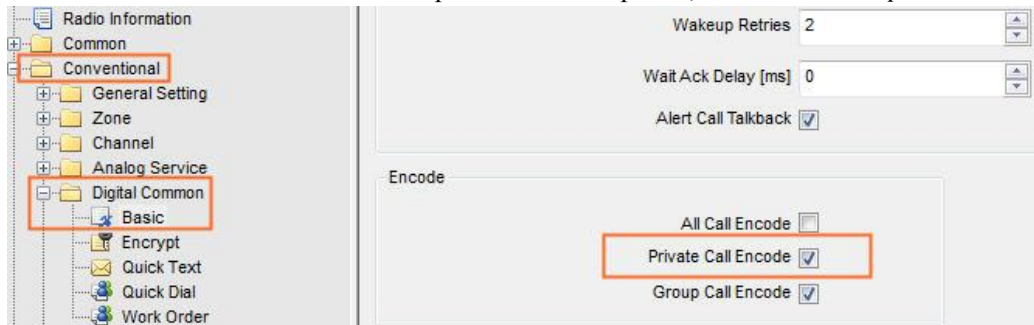 Radio Information
Common
Conventional
General Setting
Zone
Channel
Analog Service
Digital Common
Basic
Encrypt
Quick Text
Quick Dial
Work Order
Wakeup Retries 2
Wait Ack Delay [ms] 0
Alert Call Talkback
Encode
All Call Encode
Private Call Encode
Group Call Encode